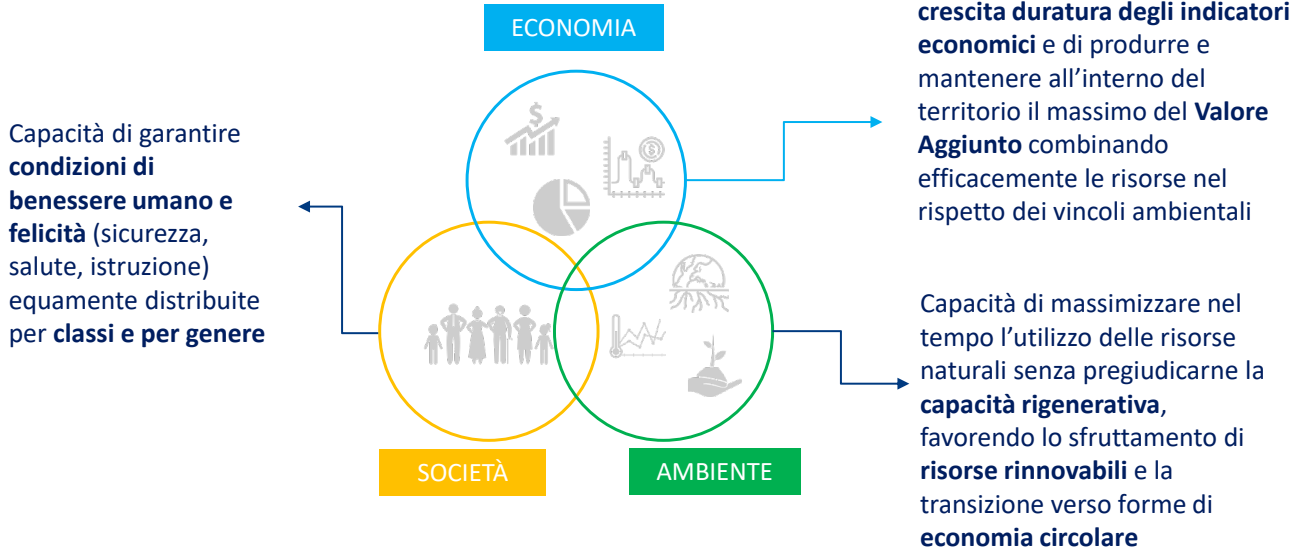 ECONOMIA
crescita duratura degli indicatori
economici e di produrre e
mantenere all’interno del
territorio il massimo del Valore
Aggiunto combinando
efficacemente le risorse nel
rispetto dei vincoli ambientali
Capacità di garantire
condizioni di
benessere umano e
felicità (sicurezza,
salute, istruzione)
equamente distribuite
per classi e per genere
Capacità di massimizzare nel
tempo l’utilizzo delle risorse
naturali senza pregiudicarne la
capacità rigenerativa,
favorendo lo sfruttamento di
risorse rinnovabili e la
transizione verso forme di
economia circolare
SOCIETÀ
AMBIENTE